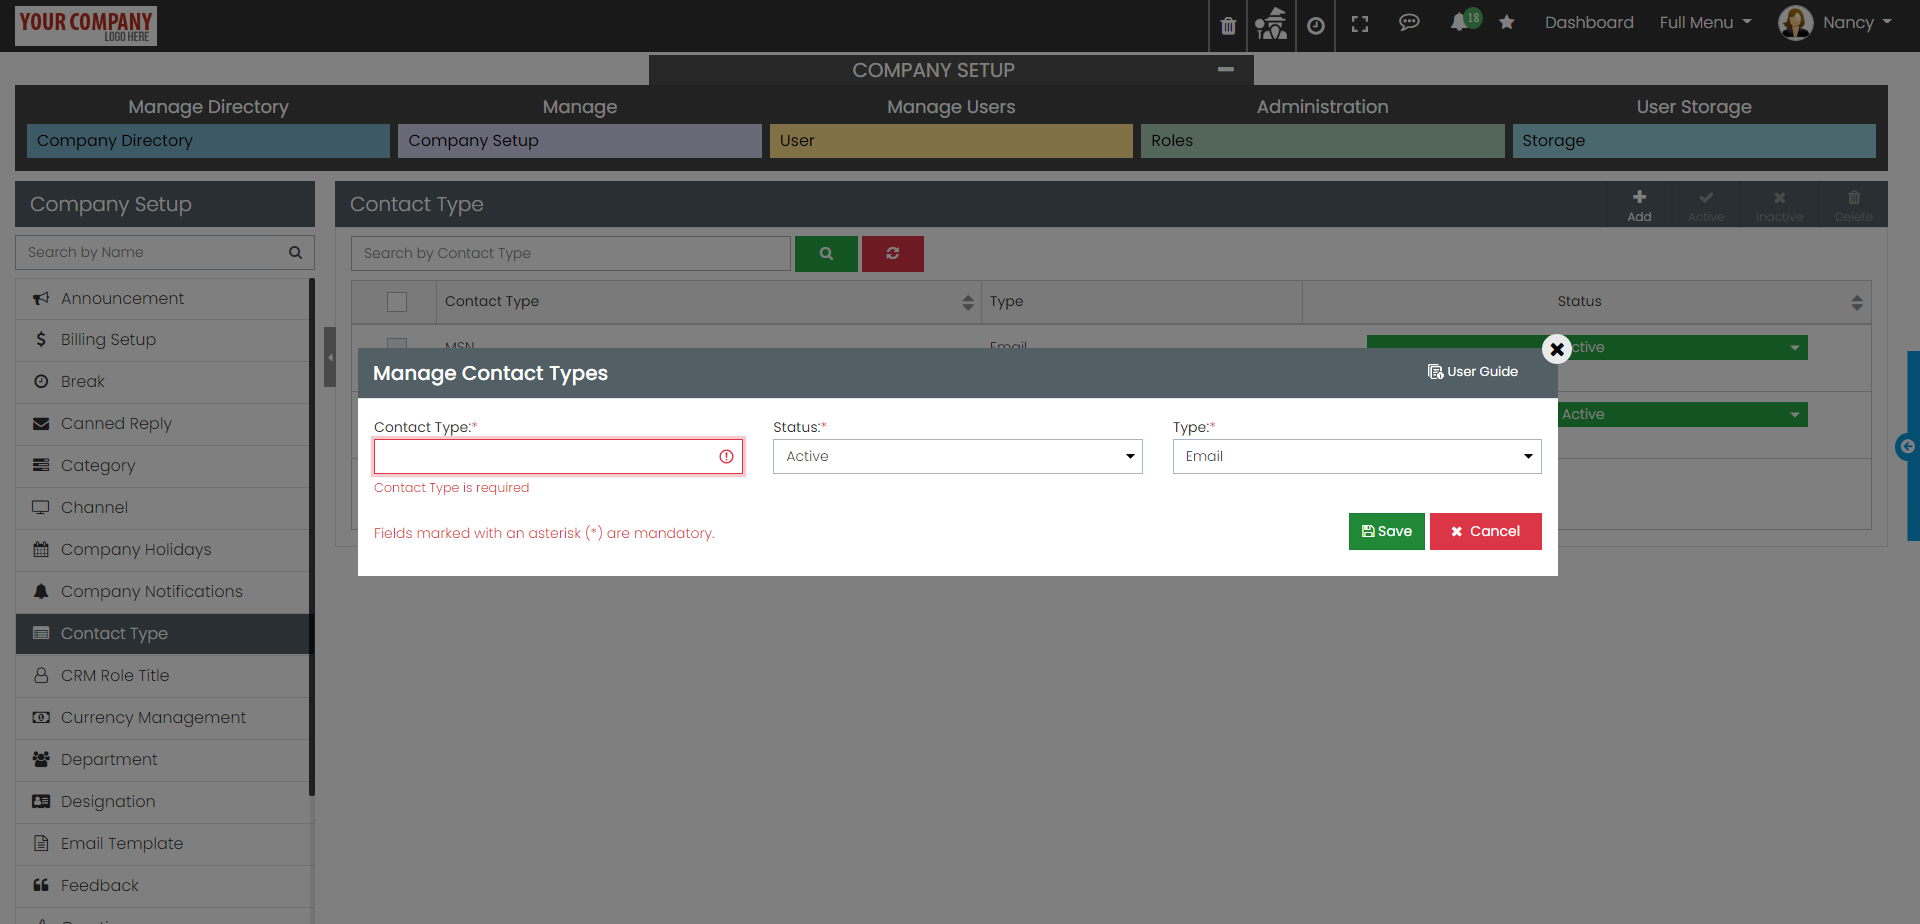 YOUR COMPANY
LOGO HERE
18
Dashboard
Full Menu
Nancy
COMPANY SETUP
Manage Directory
Manage
Manage Users
Administration
User Storage
Company Directory
Company Setup
User
Roles
Storage
Company Setup
Search by Name
Announcement
Billing Setup
Break
Canned Reply
Category
Channel
Company Holidays
Company Notifications
Contact Type
CRM Role Title
Currency Management
Department
Designation
Email Template
Feedback
Contact Type
Add
Active
Inactive
Delete
Search by Contact Type
Contact Type
Type
Status
MSN
Email
Active
Manage Contact Types
User Guide
Contact Type:*
Status:*
Type:*
Active
Email
Contact Type is required
Fields marked with an asterisk (*) are mandatory.
Save
Cancel